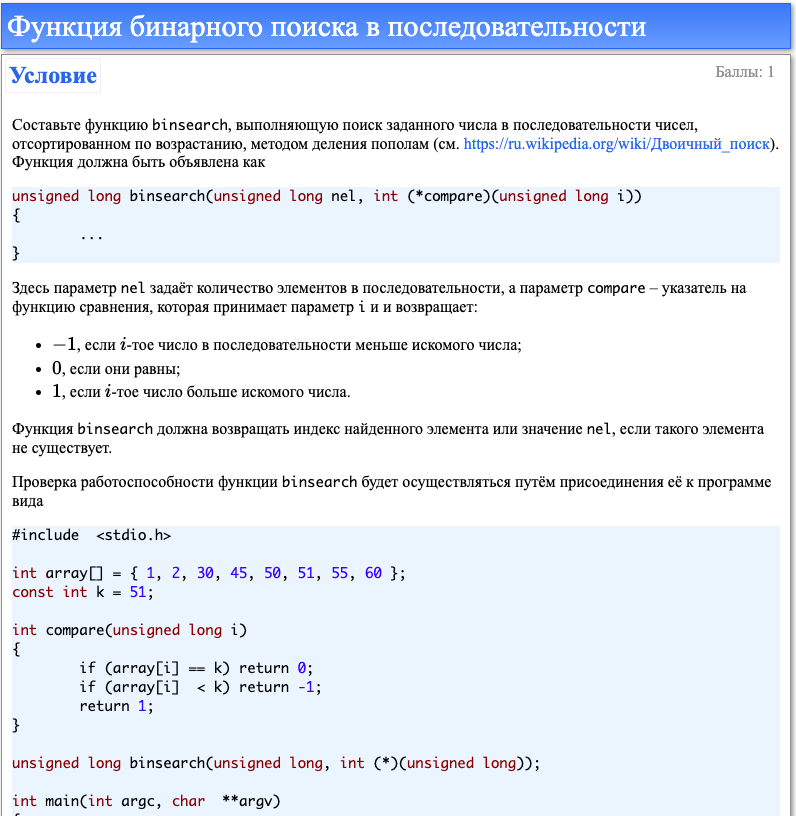 Функция бинарного поиска в последовательности
Условие
Баллы: 1
Составьте функцию binsearch, выполняющую поиск заданного числа в последовательности чисел,
отсортированном по возрастанию, методом деления пополам (см. https://ru.wikipedia.org/wiki/Двоичный_поиск).
Функция должна быть объявлена как
unsigned long binsearch(unsigned long nel, int (*compare)(unsigned long i))
{
        ...
}
Здесь параметр nel задаёт количество элементов в последовательности, а параметр compare – указатель на
функцию сравнения, которая принимает параметр i и и возвращает:
• −1, если i-тое число в последовательности меньше искомого числа;
• 0, если они равны;
• 1, если i-тое число больше искомого числа.
Функция binsearch должна возвращать индекс найденного элемента или значение nel, если такого элемента
не существует.
Проверка работоспособности функции binsearch будет осуществляться путём присоединения её к программе
вида
#include  <stdio.h>
int array[] = { 1, 2, 30, 45, 50, 51, 55, 60 };
const int k = 51;
int compare(unsigned long i)
{
        if (array[i] == k) return 0;
        if (array[i]  < k) return -1;
        return 1;
}
unsigned long binsearch(unsigned long, int (*)(unsigned long));
int main(int argc, char  **argv)